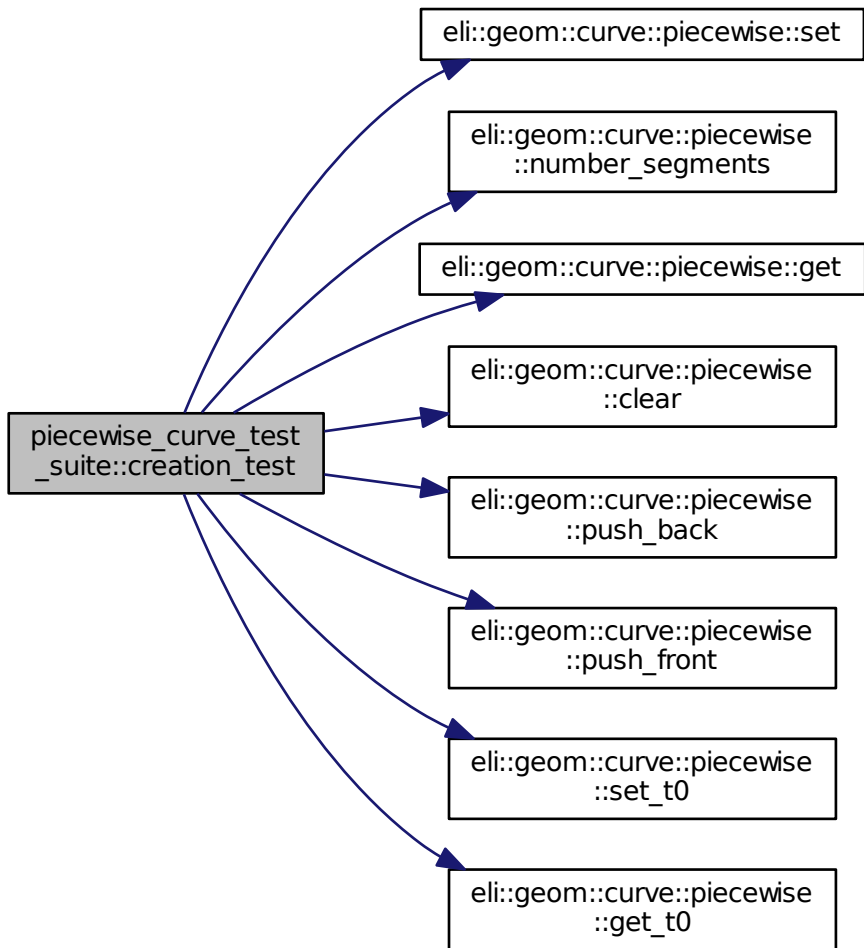 eli::geom::curve::piecewise::set
eli::geom::curve::piecewise
::number_segments
eli::geom::curve::piecewise::get
eli::geom::curve::piecewise
::clear
piecewise_curve_test
_suite::creation_test
eli::geom::curve::piecewise
::push_back
eli::geom::curve::piecewise
::push_front
eli::geom::curve::piecewise
::set_t0
eli::geom::curve::piecewise
::get_t0